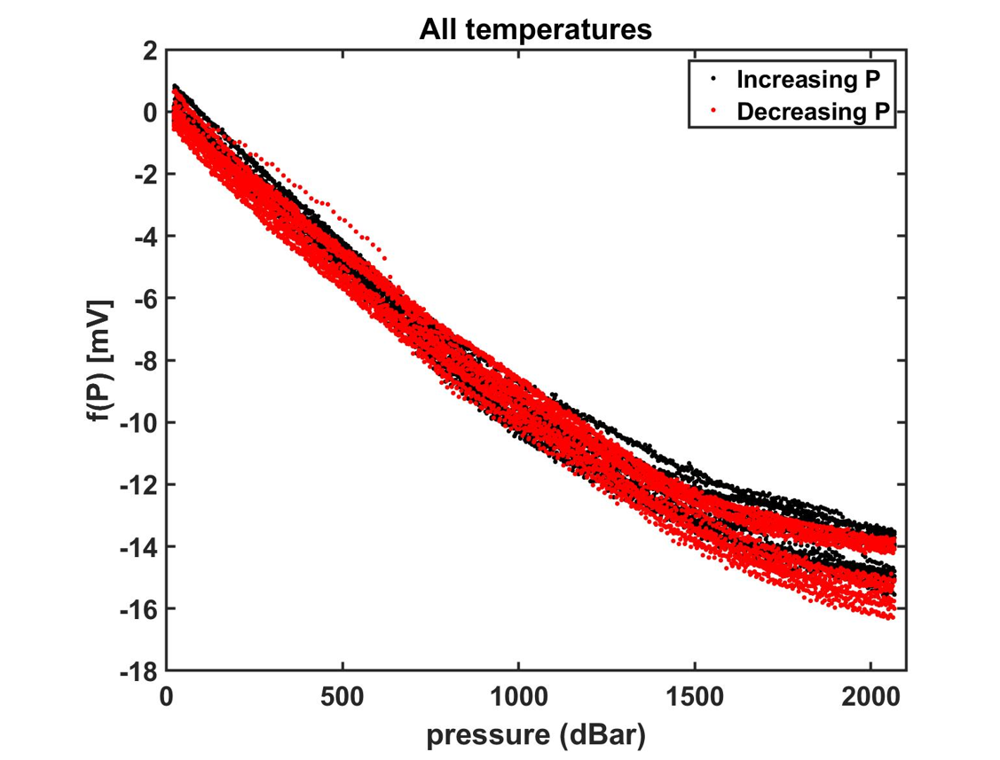 All temperatures
Increasing P
Decreasing P
2
0
-2
-4
-6
-8
-10
-12
-14
-16
-18
f(P) [mV]
0 500 1000 1500 2000
pressure (dBar)